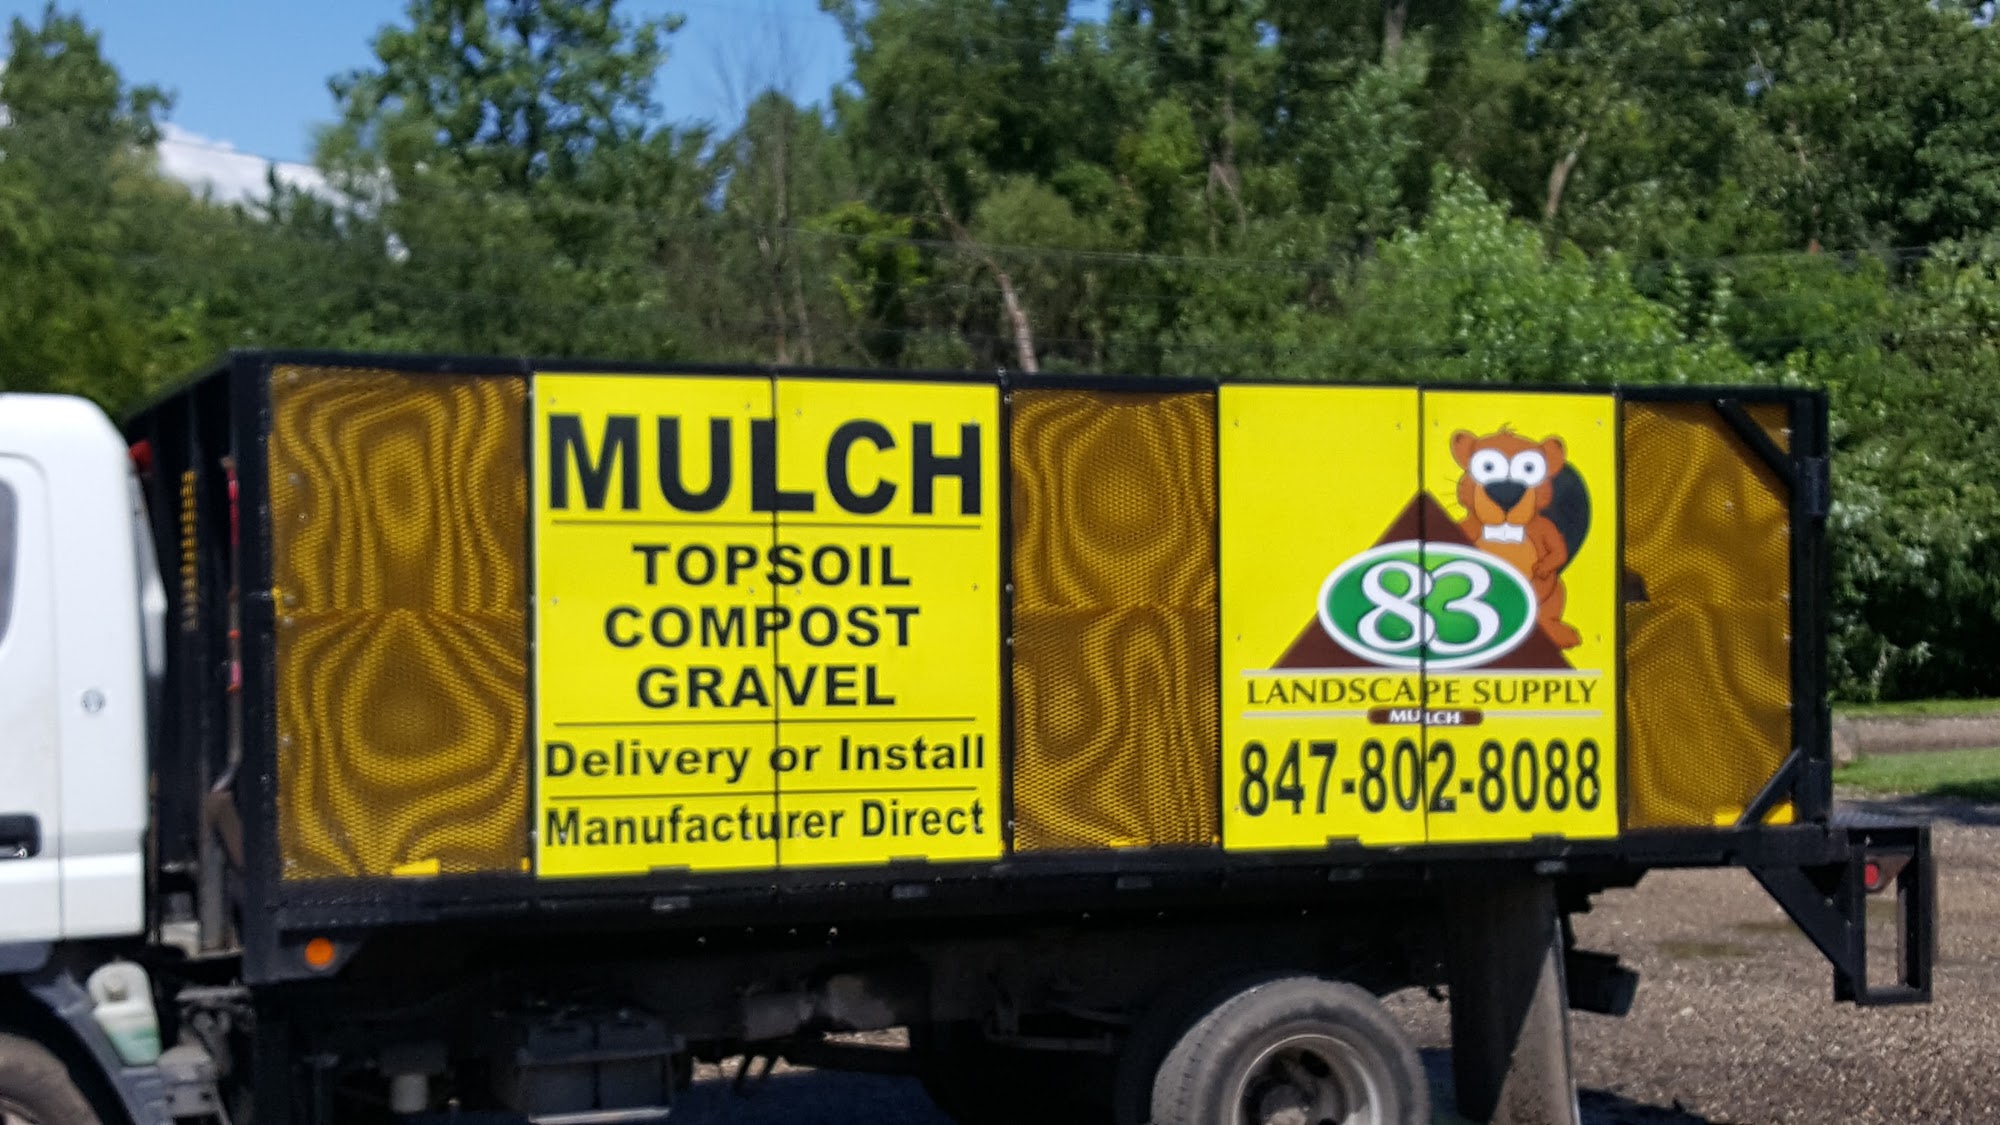 MULCH
TOPSOIL
COMPOST
GRAVEL
Delivery or Install
Manufacturer Direct
83
LANDSCAPE SUPPLY
MULCH
847-802-8088